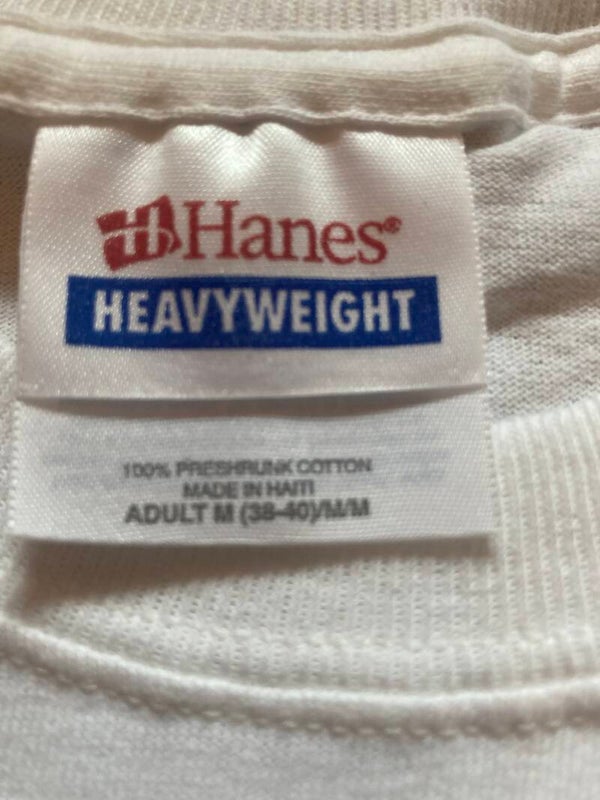 Hanes®
HEAVYWEIGHT
100% PRESHRUNK COTTON
MADE IN HAITI
ADULT M (38-40)/M/M